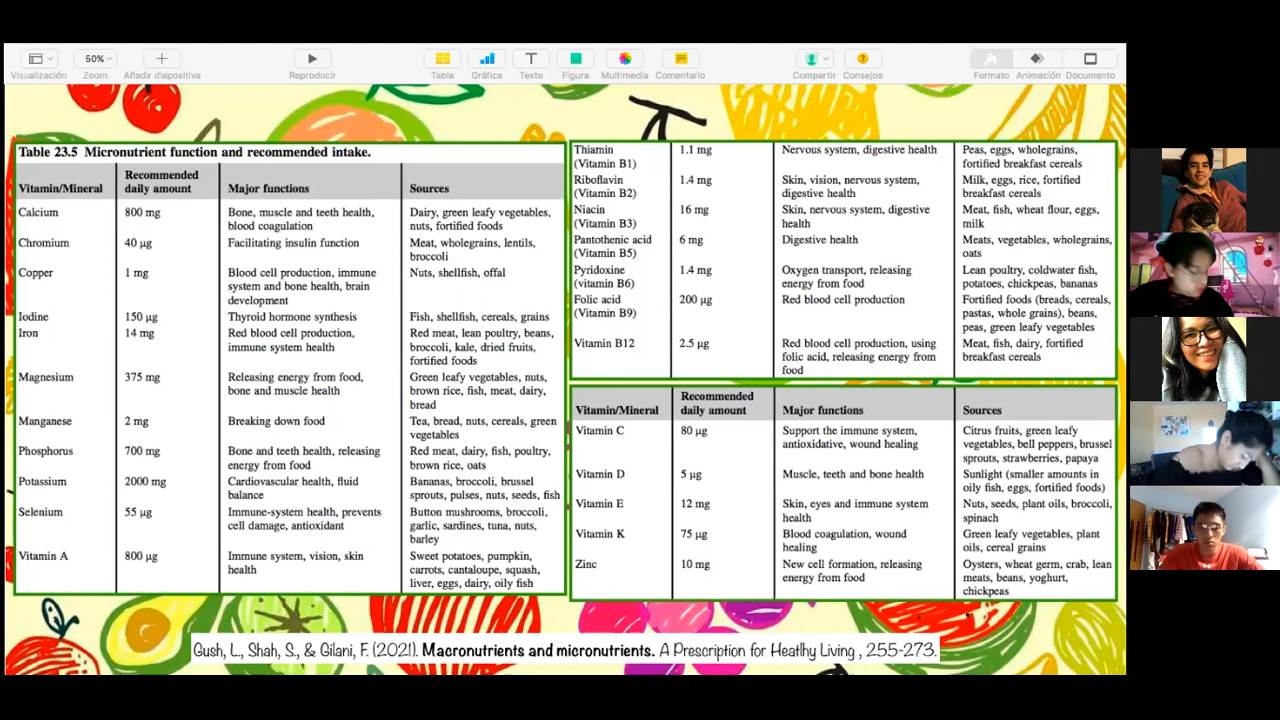 50%
Visualización Zoom Añadir diapositiva Reproducir Tabla Gráfica Texto Figura Multimedia Comentario Compartir Consejos Formato Animación Documento
Table 23.5 Micronutrient function and recommended intake.
Recommended
Vitamin/Mineral daily amount Major functions Sources
Calcium 800 mg Bone, muscle and teeth health, Dairy, green leafy vegetables,
blood coagulation nuts, fortified foods
Chromium 40 µg Facilitating insulin function Meat, wholegrains, lentils,
broccoli
Copper 1 mg Blood cell production, immune Nuts, shellfish, offal
system and bone health, brain
development
Iodine 150 µg Thyroid hormone synthesis Fish, shellfish, cereals, grains
Iron 14 mg Red blood cell production, Red meat, lean poultry, beans,
immune system health broccoli, kale, dried fruits,
fortified foods
Magnesium 375 mg Releasing energy from food, Green leafy vegetables, nuts,
bone and muscle health brown rice, fish, meat, dairy,
bread
Manganese 2 mg Breaking down food Tea, bread, nuts, cereals, green
vegetables
Phosphorus 700 mg Bone and teeth health, releasing Red meat, dairy, fish, poultry,
energy from food brown rice, oats
Potassium 2000 mg Cardiovascular health, fluid Bananas, broccoli, brussel
balance sprouts, pulses, nuts, seeds, fish
Selenium 55 µg Immune-system health, prevents Button mushrooms, broccoli,
cell damage, antioxidant garlic, sardines, tuna, nuts,
barley
Vitamin A 800 µg Immune system, vision, skin Sweet potatoes, pumpkin,
health carrots, cantaloupe, squash,
liver, eggs, dairy, oily fish
Thiamin 1.1 mg Nervous system, digestive health Peas, eggs, wholegrains,
(Vitamin B1) fortified breakfast cereals
Riboflavin 1.4 mg Skin, vision, nervous system, Milk, eggs, rice, fortified
(Vitamin B2) digestive health breakfast cereals
Niacin 16 mg Skin, nervous system, digestive Meat, fish, wheat flour, eggs,
(Vitamin B3) health milk
Pantothenic acid 6 mg Digestive health Meats, vegetables, wholegrains,
(Vitamin B5) oats
Pyridoxine 1.4 mg Oxygen transport, releasing Lean poultry, coldwater fish,
(vitamin B6) energy from food potatoes, chickpeas, bananas
Folic acid 200 µg Red blood cell production Fortified foods (breads, cereals,
(Vitamin B9) pastas, whole grains), beans,
peas, green leafy vegetables
Vitamin B12 2.5 µg Red blood cell production, using Meat, fish, dairy, fortified
folic acid, releasing energy from breakfast cereals
food
Recommended
Vitamin/Mineral daily amount Major functions Sources
Vitamin C 80 µg Support the immune system, Citrus fruits, green leafy
antioxidative, wound healing vegetables, bell peppers, brussel
sprouts, strawberries, papaya
Vitamin D 5 µg Muscle, teeth and bone health Sunlight (smaller amounts in
oily fish, eggs, fortified foods)
Vitamin E 12 mg Skin, eyes and immune system Nuts, seeds, plant oils, broccoli,
health spinach
Vitamin K 75 µg Blood coagulation, wound Green leafy vegetables, plant
healing oils, cereal grains
Zinc 10 mg New cell formation, releasing Oysters, wheat germ, crab, lean
energy from food meats, beans, yoghurt,
chickpeas
Gush, L., Shah, S., & Gilani, F. (2021). Macronutrients and micronutrients. A Prescription for Heatlhy Living , 255-273.